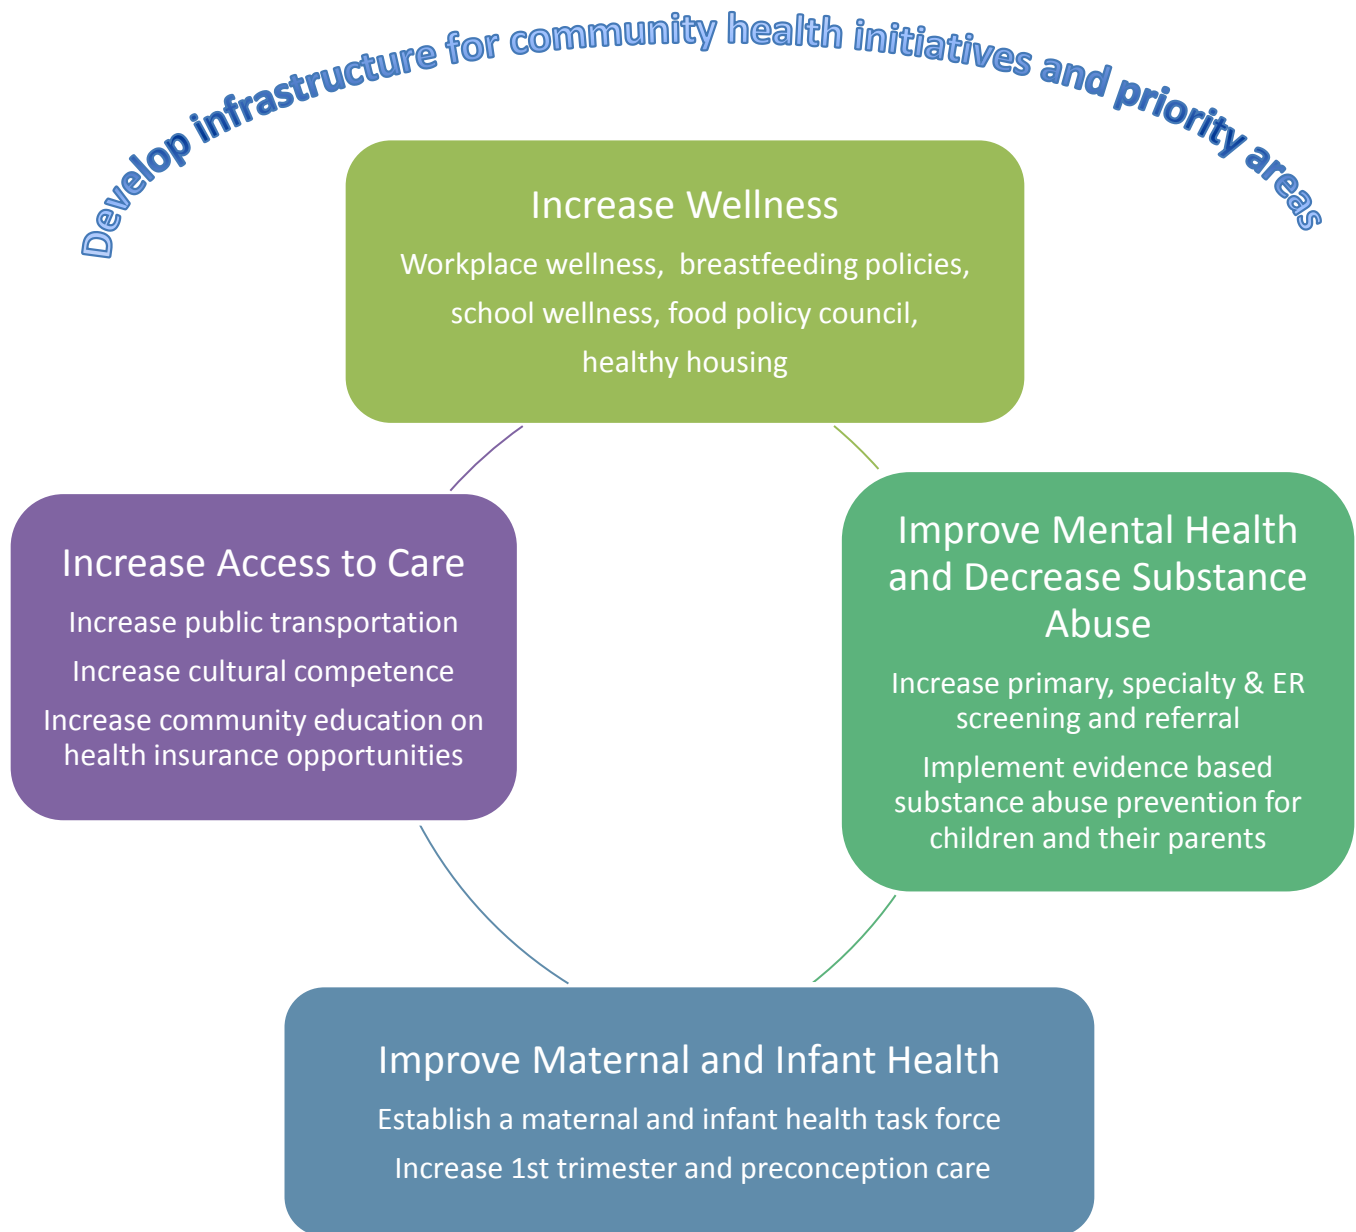 Develop infrastructure for community health initiatives and priority areas
Increase Wellness
Workplace wellness,  breastfeeding policies,
school wellness, food policy council,
healthy housing
Increase Access to Care
Increase public transportation
Increase cultural competence
Increase community education on
health insurance opportunities
Improve Mental Health
and Decrease Substance
Abuse
Increase primary, specialty & ER
screening and referral
Implement evidence based
substance abuse prevention for
children and their parents
Improve Maternal and Infant Health
Establish a maternal and infant health task force
Increase 1st trimester and preconception care